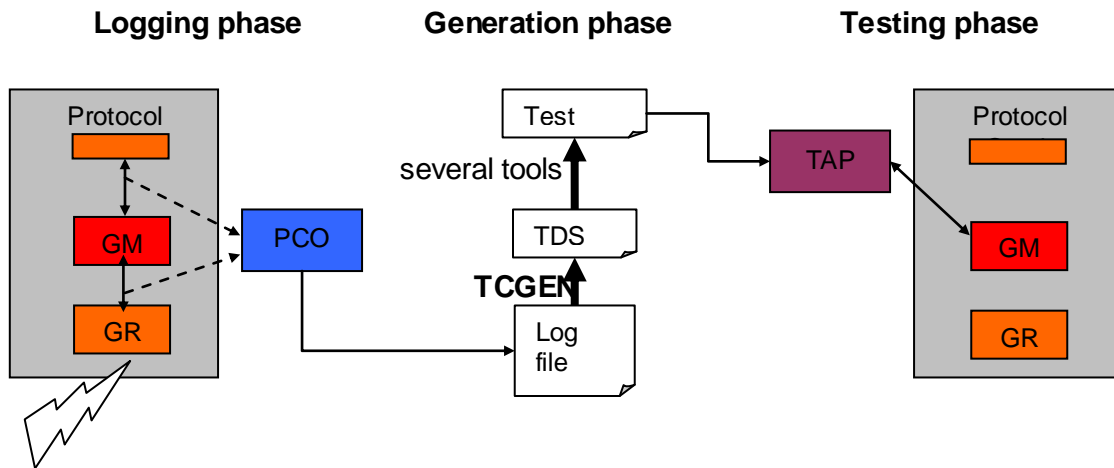 Logging phase
Generation phase
Testing phase
Protocol
GM
GR
PCO
Test
several tools
TDS
TCGEN
Log
file
TAP
Protocol
GM
GR